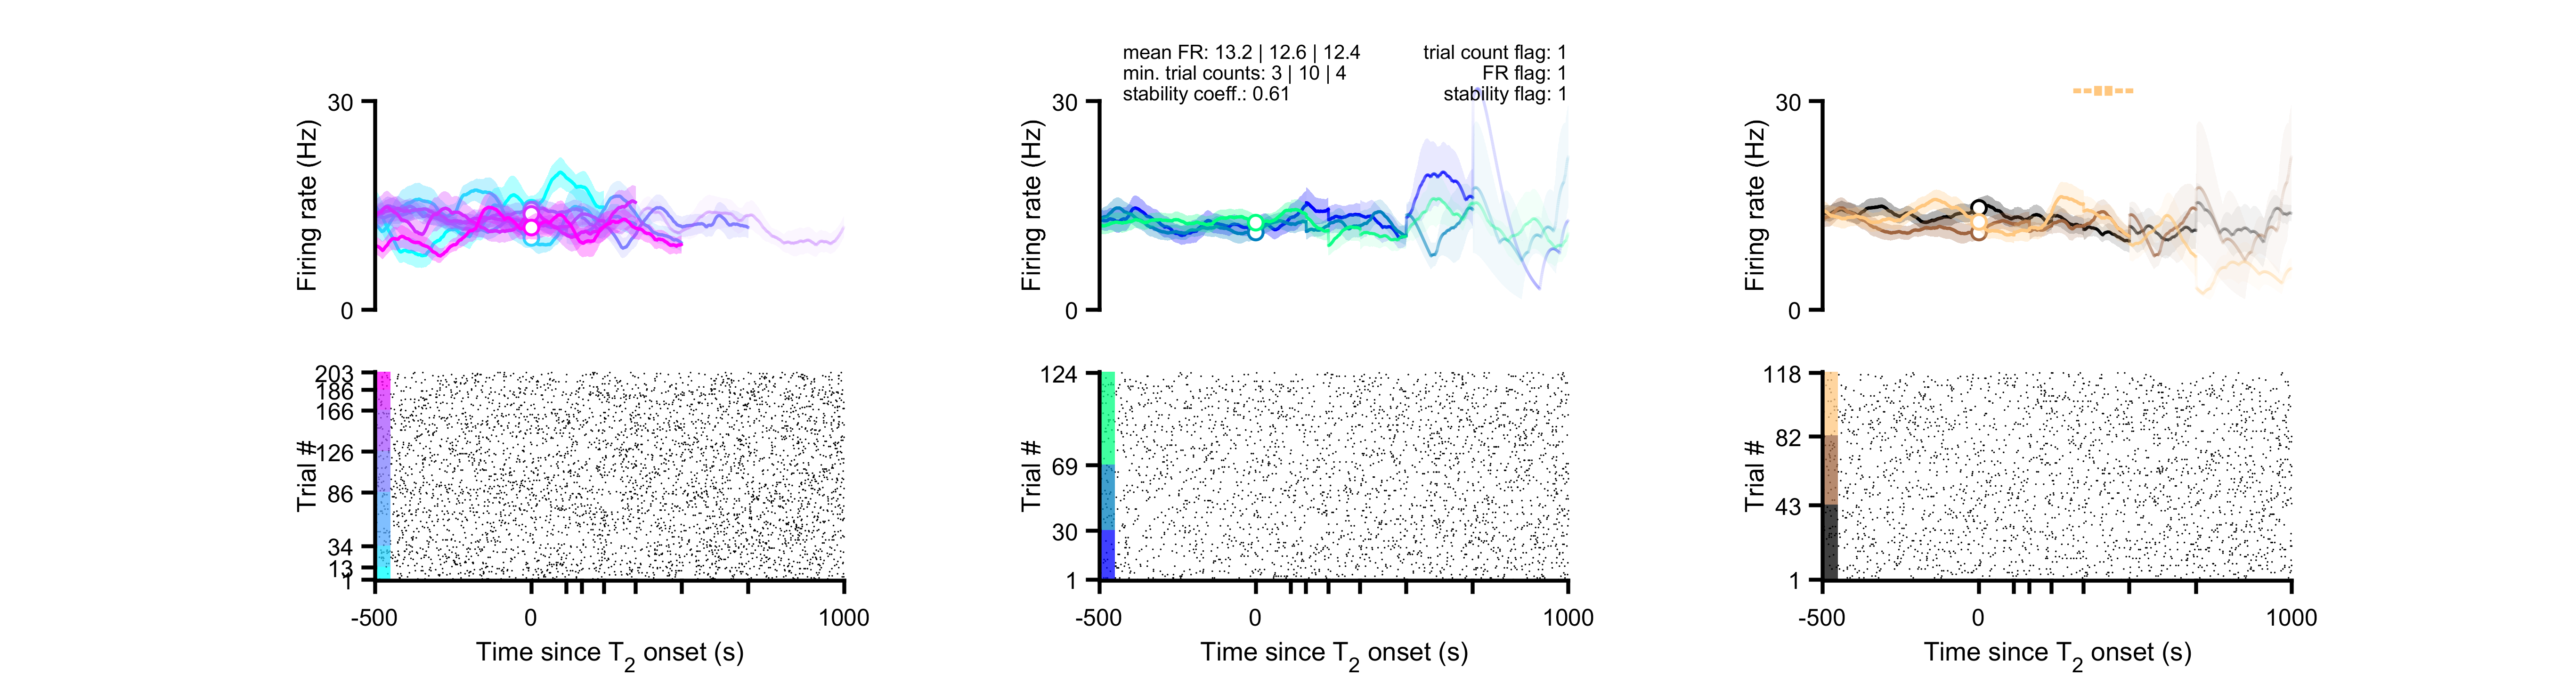 mean FR: 13.2 | 12.6 | 12.4
min. trial counts: 3 | 10 | 4
stability coeff.: 0.61
trial count flag: 1
FR flag: 1
stability flag: 1
30
Firing rate (Hz)
0
203
186
166
126
86
34
13
1
Trial #
-500
0
1000
Time since T2 onset (s)
30
Firing rate (Hz)
0
124
69
30
1
Trial #
-500
0
1000
Time since T2 onset (s)
30
Firing rate (Hz)
0
118
82
43
1
Trial #
-500
0
1000
Time since T2 onset (s)